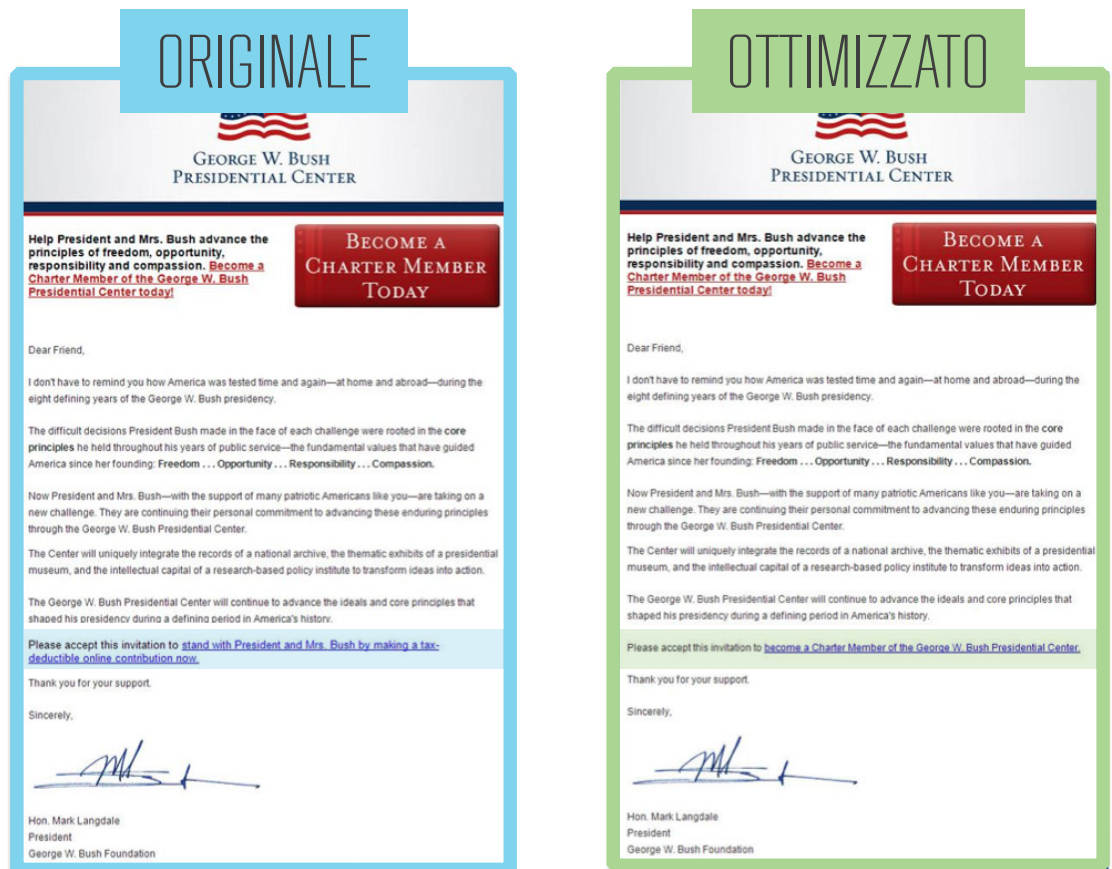 ORIGINALE
GEORGE W. BUSH
PRESIDENTIAL CENTER
Help President and Mrs. Bush advance the
principles of freedom, opportunity,
responsibility and compassion. Become a
Charter Member of the George W. Bush
Presidential Center today!
BECOME A
CHARTER MEMBER
TODAY
Dear Friend,
I don't have to remind you how America was tested time and again—at home and abroad—during the
eight defining years of the George W. Bush presidency.
The difficult decisions President Bush made in the face of each challenge were rooted in the core
principles he held throughout his years of public service—the fundamental values that have guided
America since her founding: Freedom . . . Opportunity . . . Responsibility . . . Compassion.
Now President and Mrs. Bush—with the support of many patriotic Americans like you—are taking on a
new challenge. They are continuing their personal commitment to advancing these enduring principles
through the George W. Bush Presidential Center.
The Center will uniquely integrate the records of a national archive, the thematic exhibits of a presidential
museum, and the intellectual capital of a research-based policy institute to transform ideas into action.
The George W. Bush Presidential Center will continue to advance the ideals and core principles that
shaped his presidency during a defining period in America's history.
Please accept this invitation to stand with President and Mrs. Bush by making a tax-
deductible online contribution now.
Thank you for your support.
Sincerely,
Hon. Mark Langdale
President
George W. Bush Foundation
OTTIMIZZATO
GEORGE W. BUSH
PRESIDENTIAL CENTER
Help President and Mrs. Bush advance the
principles of freedom, opportunity,
responsibility and compassion. Become a
Charter Member of the George W. Bush
Presidential Center today!
BECOME A
CHARTER MEMBER
TODAY
Dear Friend,
I don't have to remind you how America was tested time and again—at home and abroad—during the
eight defining years of the George W. Bush presidency.
The difficult decisions President Bush made in the face of each challenge were rooted in the core
principles he held throughout his years of public service—the fundamental values that have guided
America since her founding: Freedom . . . Opportunity . . . Responsibility . . . Compassion.
Now President and Mrs. Bush—with the support of many patriotic Americans like you—are taking on a
new challenge. They are continuing their personal commitment to advancing these enduring principles
through the George W. Bush Presidential Center.
The Center will uniquely integrate the records of a national archive, the thematic exhibits of a presidential
museum, and the intellectual capital of a research-based policy institute to transform ideas into action.
The George W. Bush Presidential Center will continue to advance the ideals and core principles that
shaped his presidency during a defining period in America's history.
Please accept this invitation to become a Charter Member of the George W. Bush Presidential Center.
Thank you for your support.
Sincerely,
Hon. Mark Langdale
President
George W. Bush Foundation